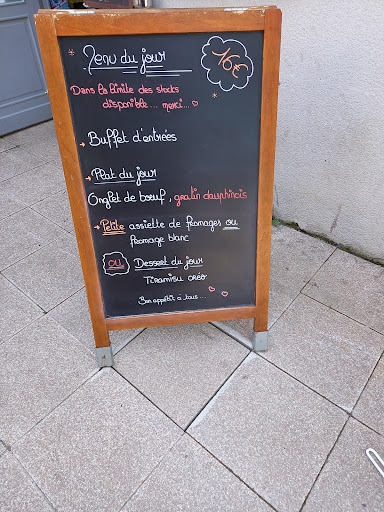 Menu du jour
16€
Dans la limite des stocks
disponible.... merci...
Buffet d'entrées
Plat du jour
Onglet de bœuf, gratin dauphinois
Petite assiette de fromages ou
fromage blanc
OU Dessert du jour
Tiramisu oréo
Bon appétit à tous...